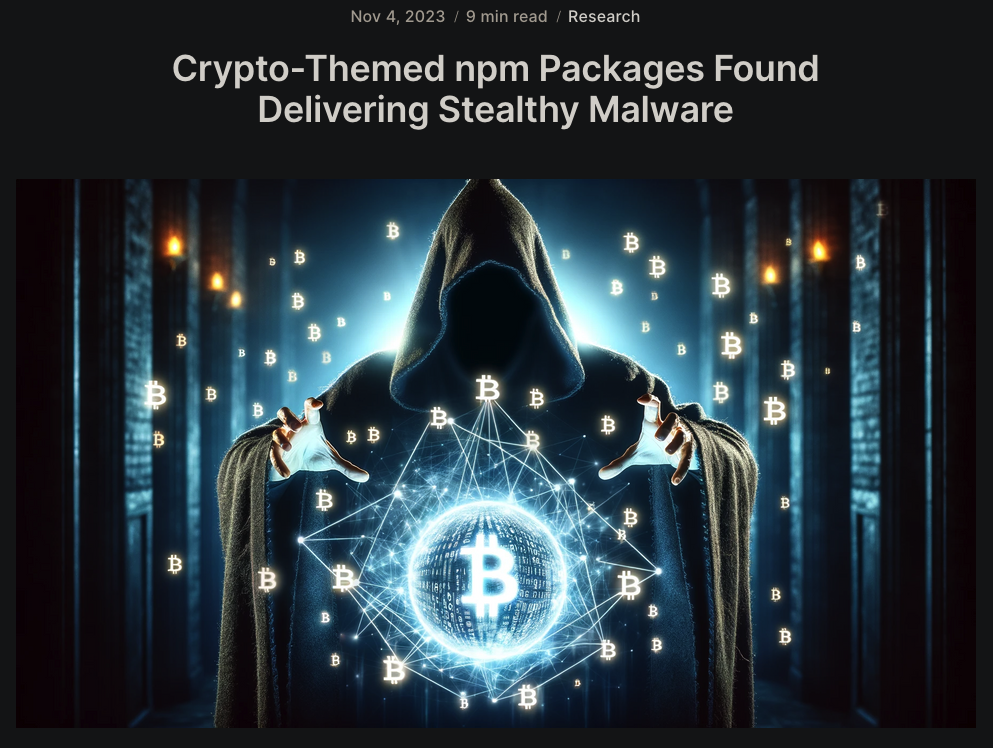 Nov 4, 2023 / 9 min read / Research
Crypto-Themed npm Packages Found
Delivering Stealthy Malware